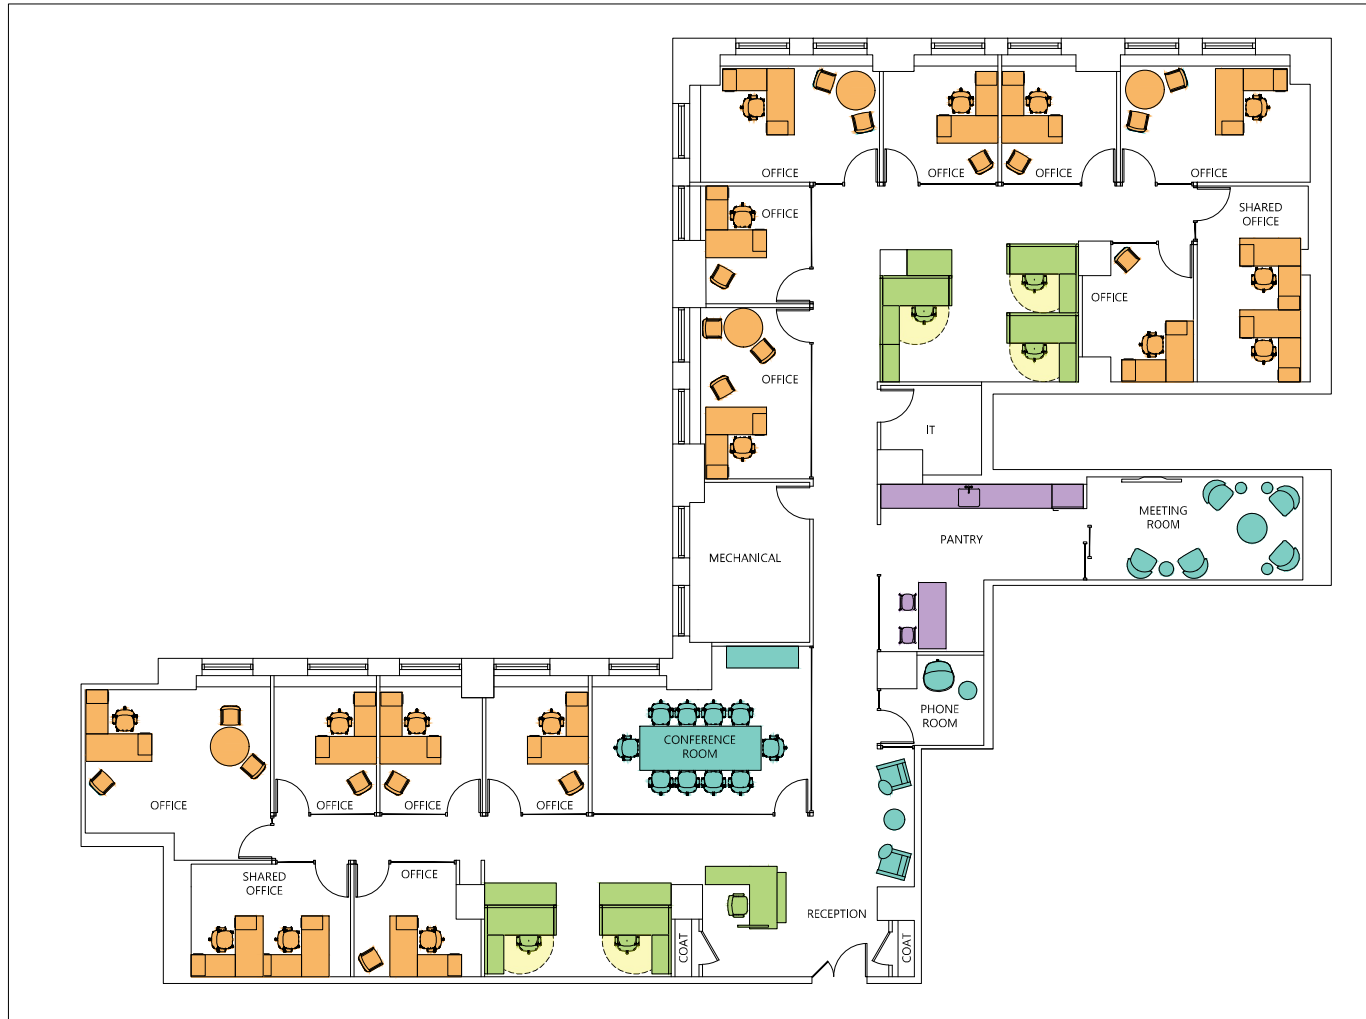 OFFICE
OFFICE
OFFICE
OFFICE
OFFICE
SHARED
OFFICE
OFFICE
OFFICE
IT
MEETING
ROOM
PANTRY
MECHANICAL
PHONE
ROOM
CONFERENCE
ROOM
OFFICE
OFFICE
OFFICE
OFFICE
SHARED
OFFICE
OFFICE
RECEPTION
COAT
COAT